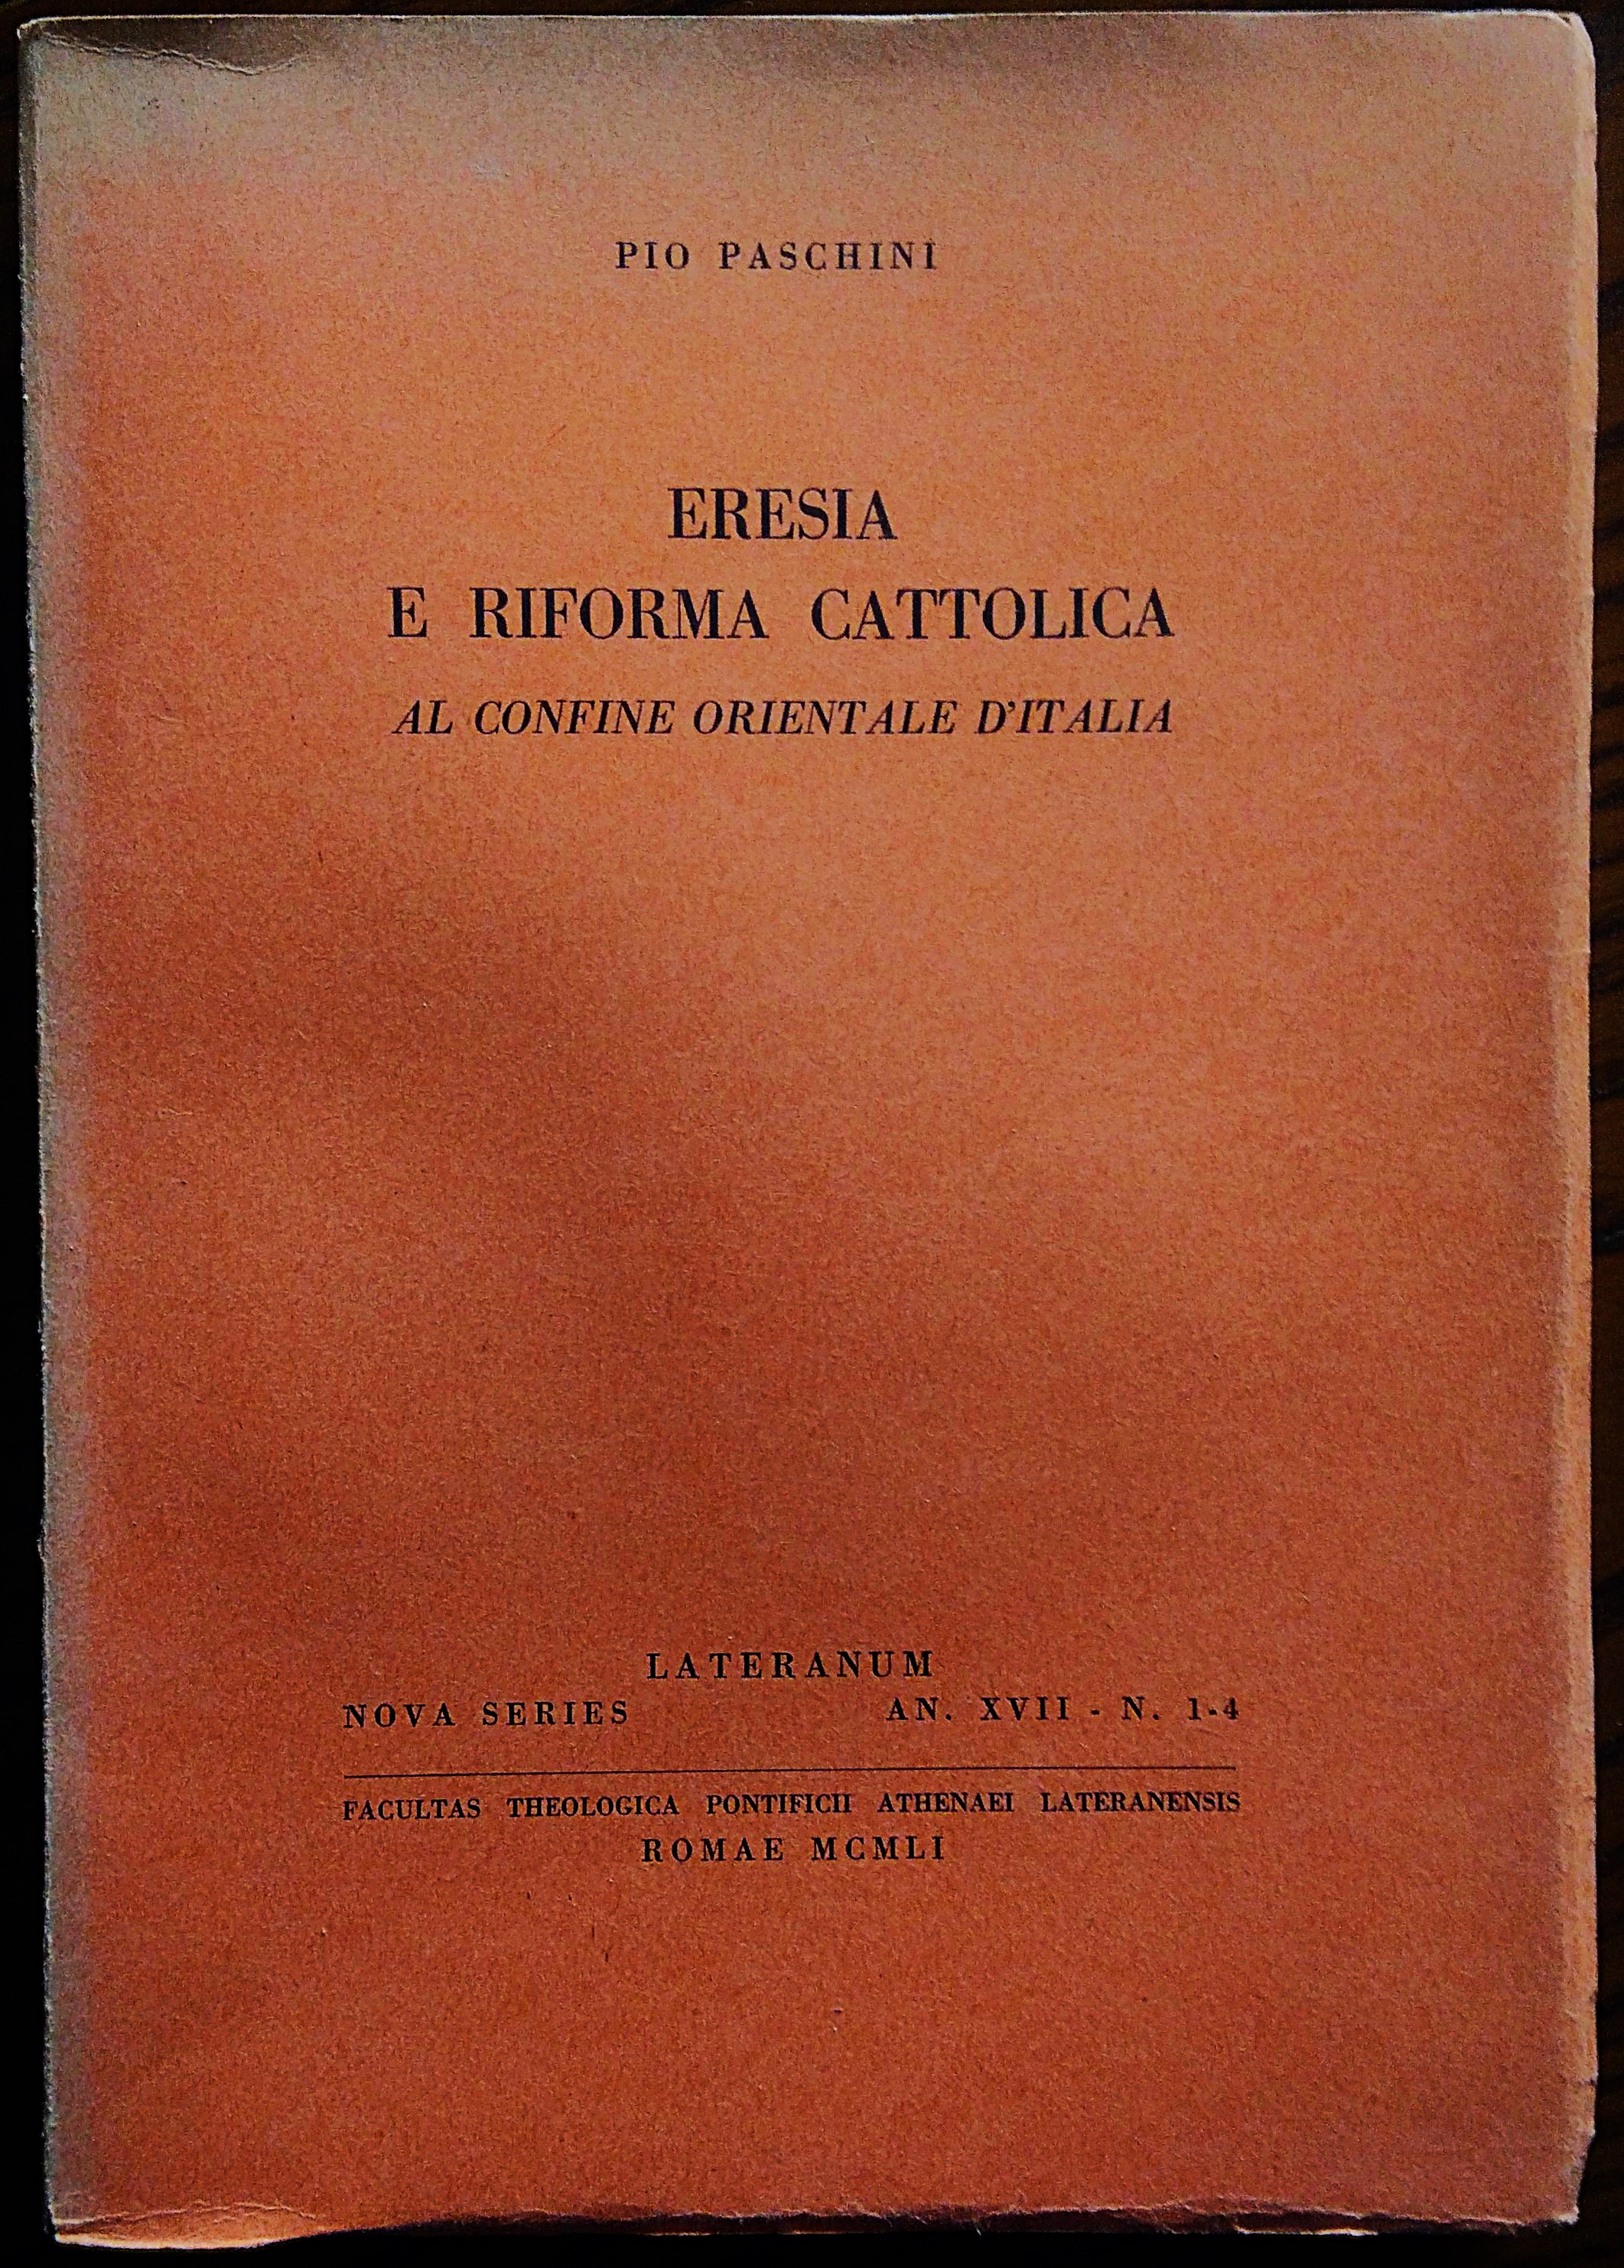 PIO PASCHINI
ERESIA
E RIFORMA CATTOLICA
AL CONFINE ORIENTALE D'ITALIA
LATERANUM
NOVA SERIES AN. XVII - N. 1-4
FACULTAS THEOLOGICA PONTIFICII ATHENAEI LATERANENSIS
ROMAE MCMLI